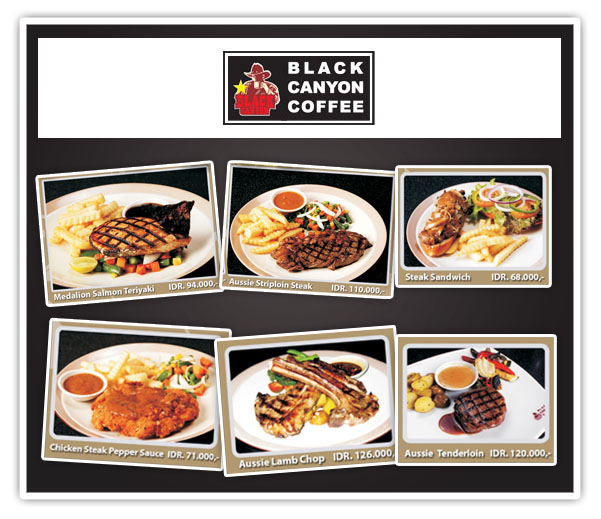 BLACK
CANYON
BLACK
CANYON
COFFEE
Medalion Salmon Teriyaki IDR. 94.000,-
Aussie Striploin Steak IDR. 110.000,-
Steak Sandwich IDR. 68.000,-
Chicken Steak Pepper Sauce IDR. 71.000,-
Aussie Lamb Chop IDR. 126.000,-
Aussie Tenderloin IDR. 120.000,-